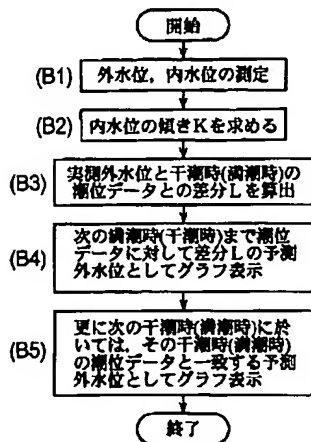 開始
(B1)
外水位，内水位の測定
(B2)
内水位の傾きKを求める
(B3)
実測外水位と干潮時(満潮時)の
潮位データとの差分Lを算出
(B4)
次の満潮時(干潮時)まで潮位
データに対して差分Lの予測
外水位としてグラフ表示
(B5)
更に次の干潮時(満潮時)に於
いては，その干潮時(満潮時)
の潮位データと一致する予測
外水位としてグラフ表示
終了